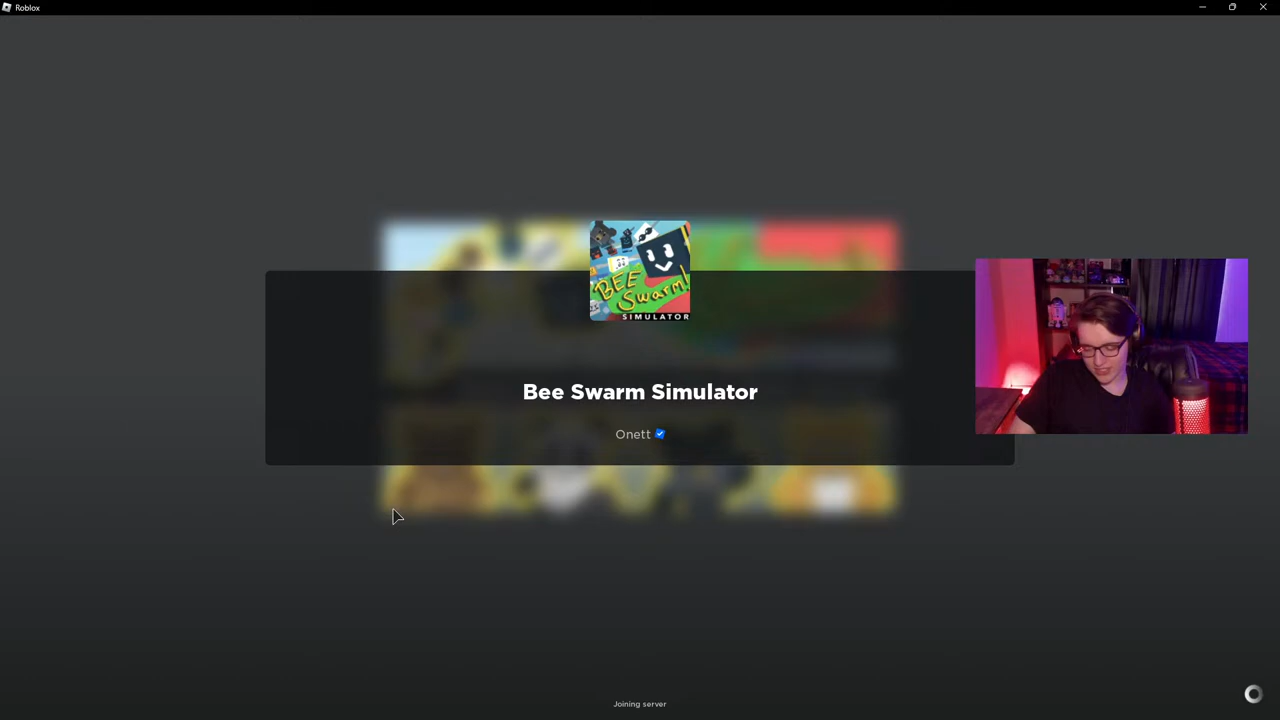 Roblox
BEE
Swarm!
SIMULATOR
Bee Swarm Simulator
Onett
Joining server